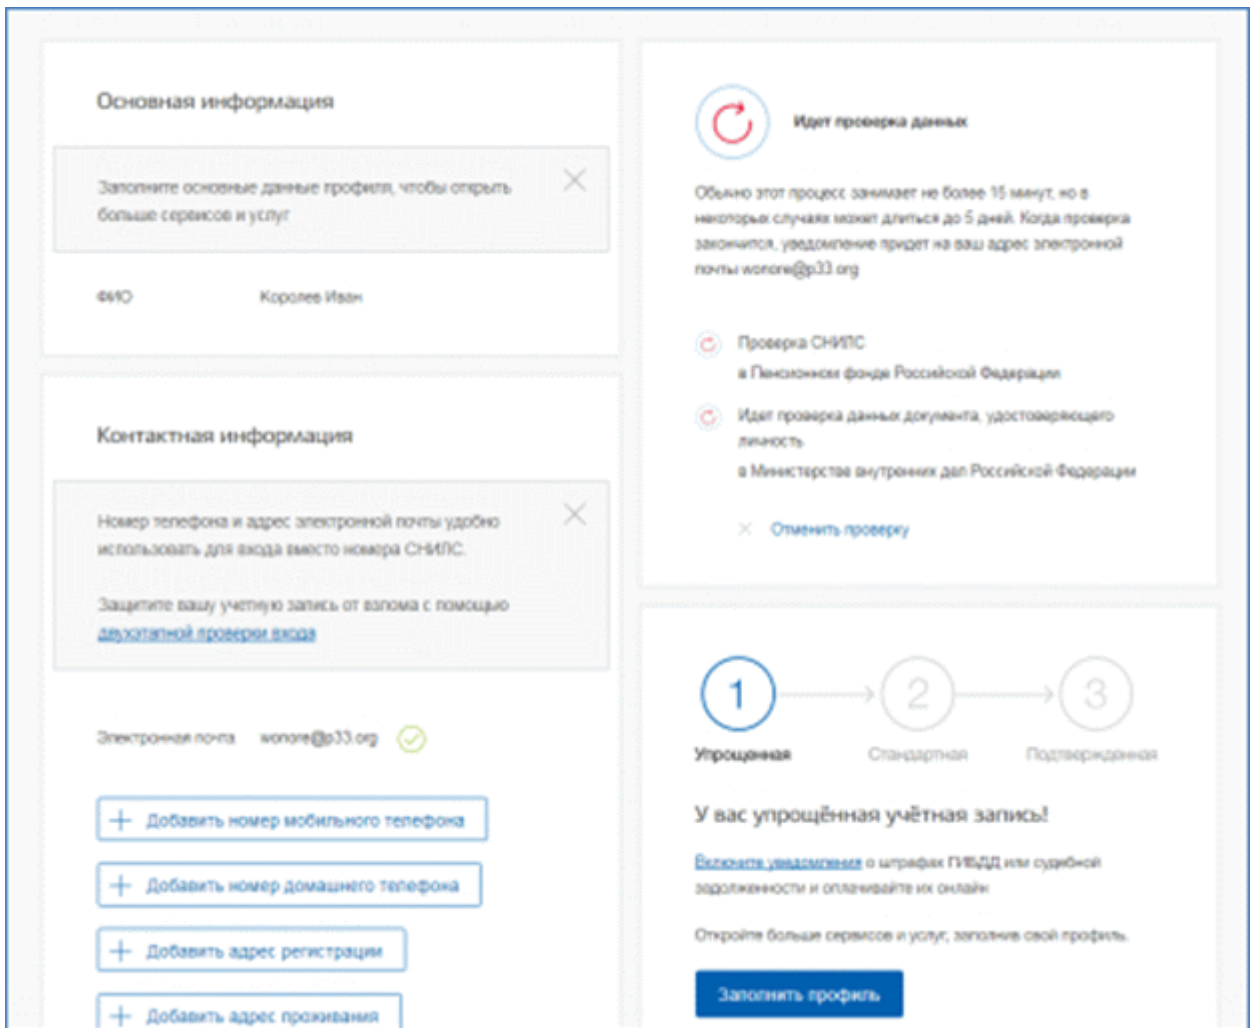 Основная информация
Заполните основные данные профиля, чтобы открыть
больше сервисов и услуг
ФИО Королев Иван
Контактная информация
Номер телефона и адрес электронной почты удобно
использовать для входа вместо номера СНИЛС.
Защитите вашу учетную запись от взлома с помощью
двухэтапной проверки входа
Электронная почта wonore@p33.org
Добавить номер мобильного телефона
Добавить номер домашнего телефона
Добавить адрес регистрации
Добавить адрес проживания
Идет проверка данных
Обычно этот процесс занимает не более 15 минут, но в
некоторых случаях может длиться до 5 дней. Когда проверка
закончится, уведомление придет на ваш адрес электронной
почты wonore@p33.org
Проверка СНИЛС
в Пенсионном фонде Российской Федерации
Идет проверка данных документа, удостоверяющего
личность
в Министерстве внутренних дел Российской Федерации
Отменить проверку
1 2 3
Упрощенная Стандартная Подтвержденная
У вас упрощённая учётная запись!
Включите уведомления о штрафах ГИБДД или судебной
задолженности и оплачивайте их онлайн
Откройте больше сервисов и услуг, заполнив свой профиль.
Заполнить профиль